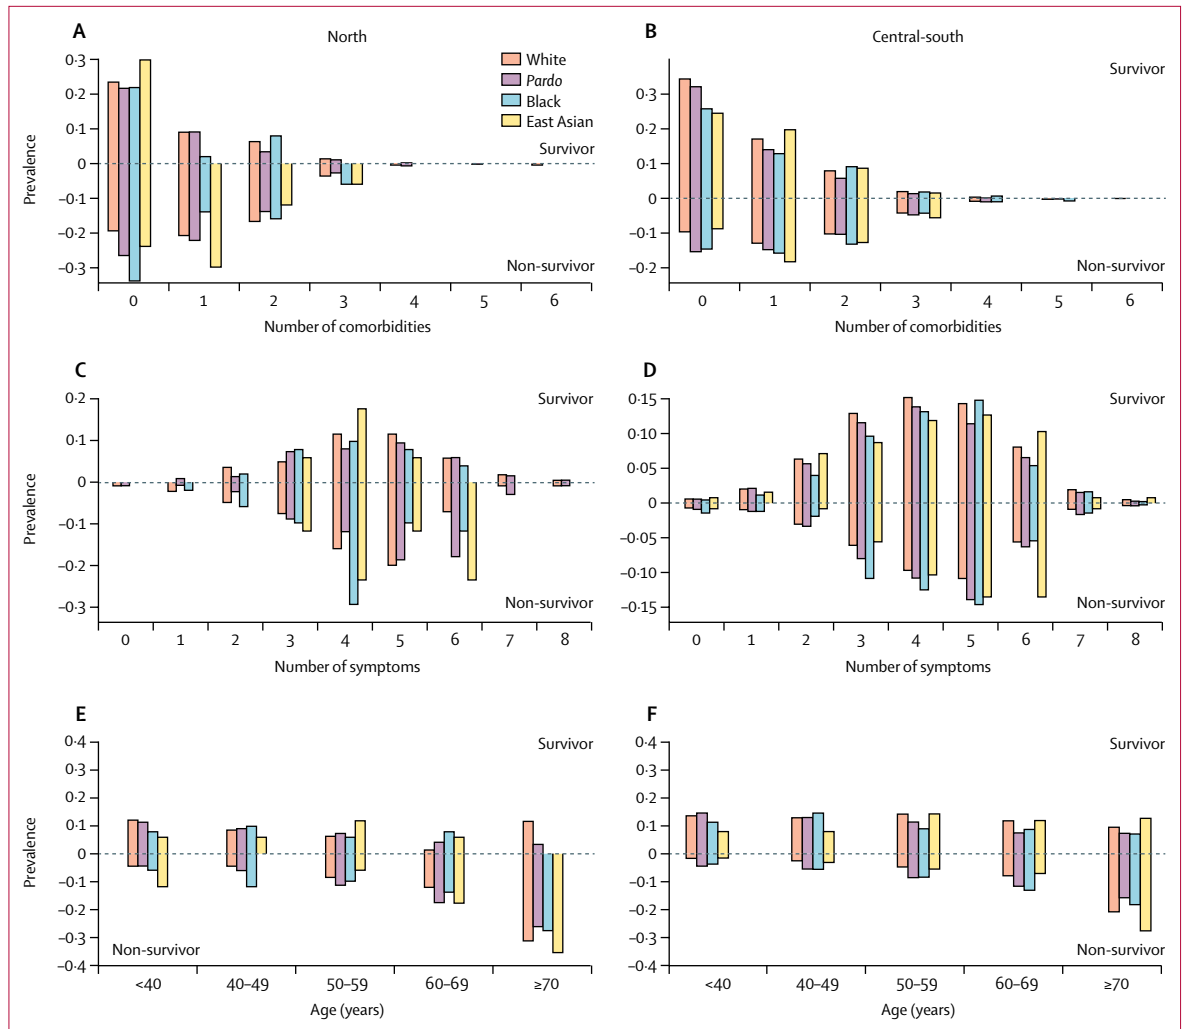 A
North
0·3
0·2
0·1
0
–0·1
–0·2
–0·3
Prevalence
White
Pardo
Black
East Asian
Survivor
Non-survivor
0 1 2 3 4 5 6
Number of comorbidities
B
Central-south
0·3
0·2
0·1
0
–0·1
–0·2
Survivor
Non-survivor
0 1 2 3 4 5 6
Number of comorbidities
C
0·2
0·1
0
–0·1
–0·2
–0·3
Prevalence
Survivor
Non-survivor
0 1 2 3 4 5 6 7 8
Number of symptoms
D
0·15
0·10
0·05
0
–0·05
–0·10
–0·15
Survivor
Non-survivor
0 1 2 3 4 5 6 7 8
Number of symptoms
E
0·4
0·3
0·2
0·1
0
–0·1
–0·2
–0·3
–0·4
Prevalence
Survivor
Non-survivor
<40 40–49 50–59 60–69 ≥70
Age (years)
F
0·4
0·3
0·2
0·1
0
–0·1
–0·2
–0·3
–0·4
Survivor
Non-survivor
<40 40–49 50–59 60–69 ≥70
Age (years)